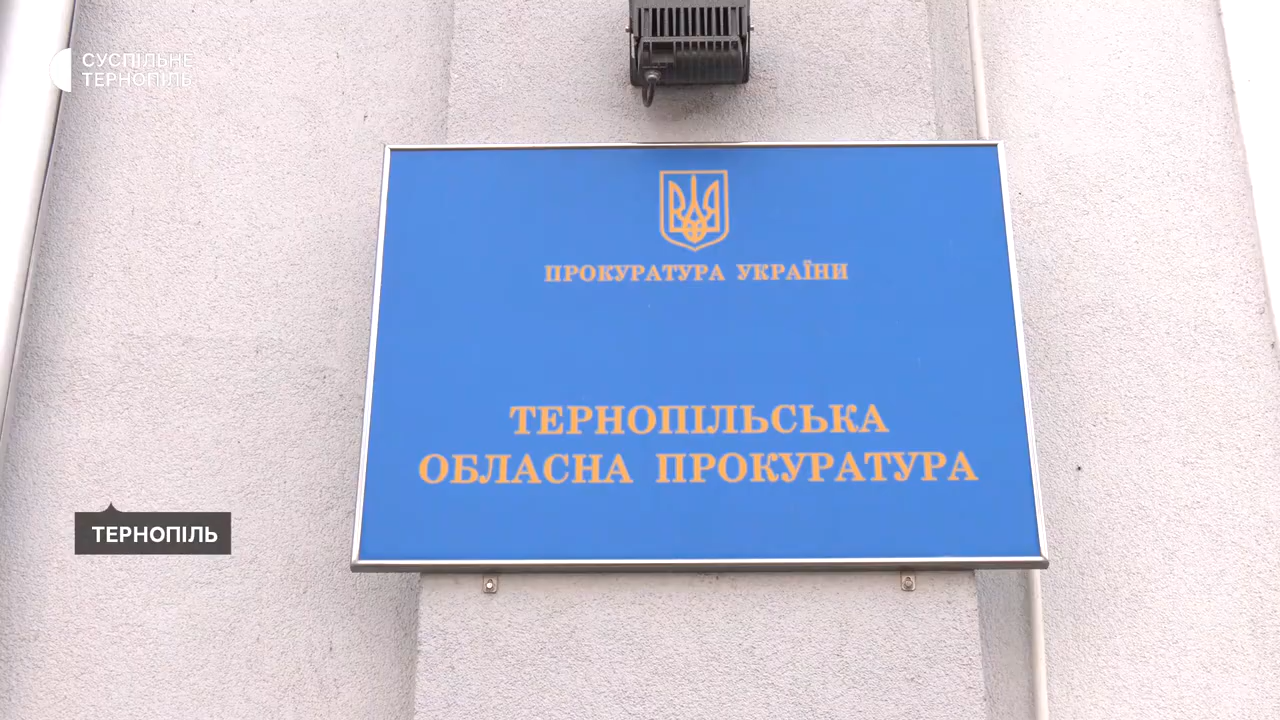 СУСПІЛЬНЕ
ТЕРНОПІЛЬ
ПРОКУРАТУРА УКРАЇНИ
ТЕРНОПІЛЬСЬКА
ОБЛАСНА ПРОКУРАТУРА
ТЕРНОПІЛЬ